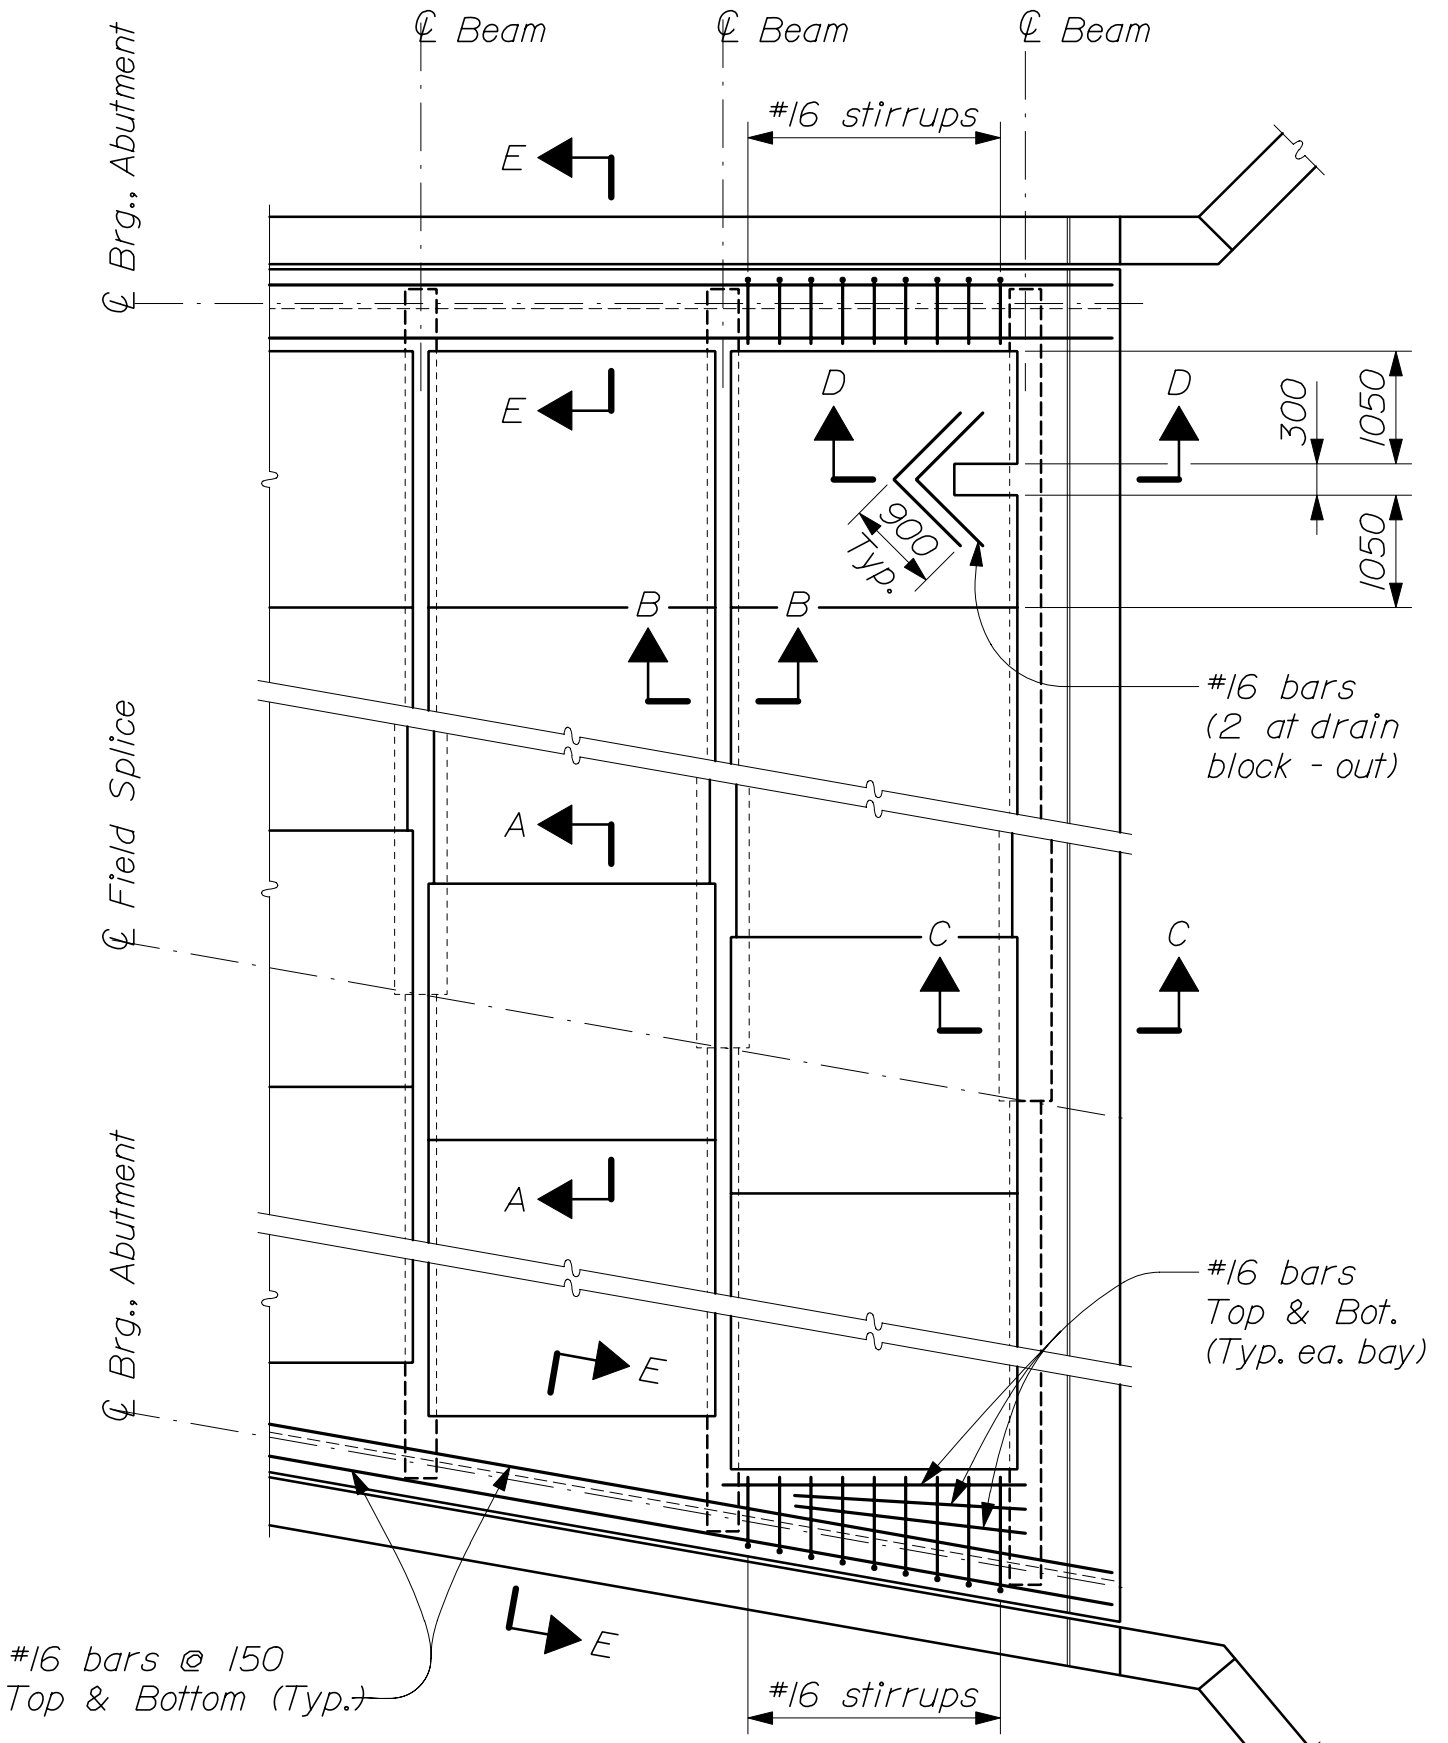 ℄ Beam
℄ Beam
℄ Beam
℄ Brg., Abutment
#16 stirrups
E
E
D
D
300
1050
1050
900
Typ.
B
B
#16 bars
(2 at drain
block - out)
℄ Field Splice
A
C
C
A
℄ Brg., Abutment
#16 bars
Top & Bot.
(Typ. ea. bay)
E
E
#16 bars @ 150
Top & Bottom (Typ.)
#16 stirrups